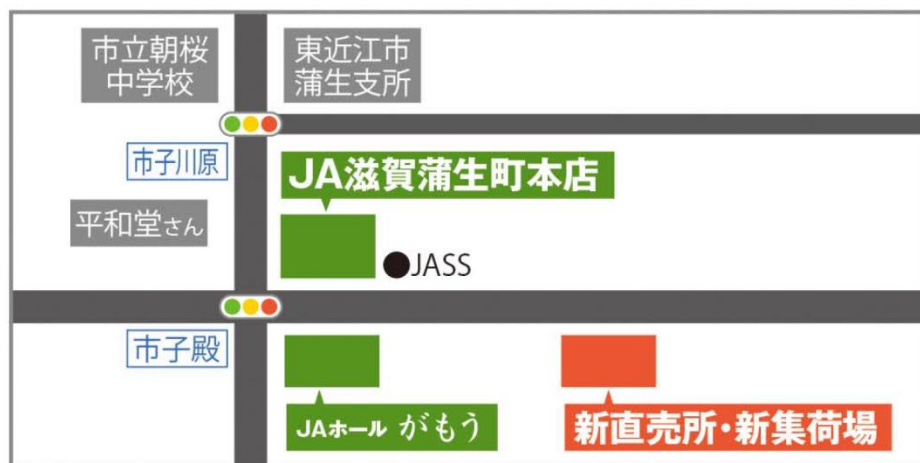 市立朝桜
中学校
東近江市
蒲生支所
市子川原
JA滋賀蒲生町本店
平和堂さん
●JASS
市子殿
JAホール がもう
新直売所・新集荷場